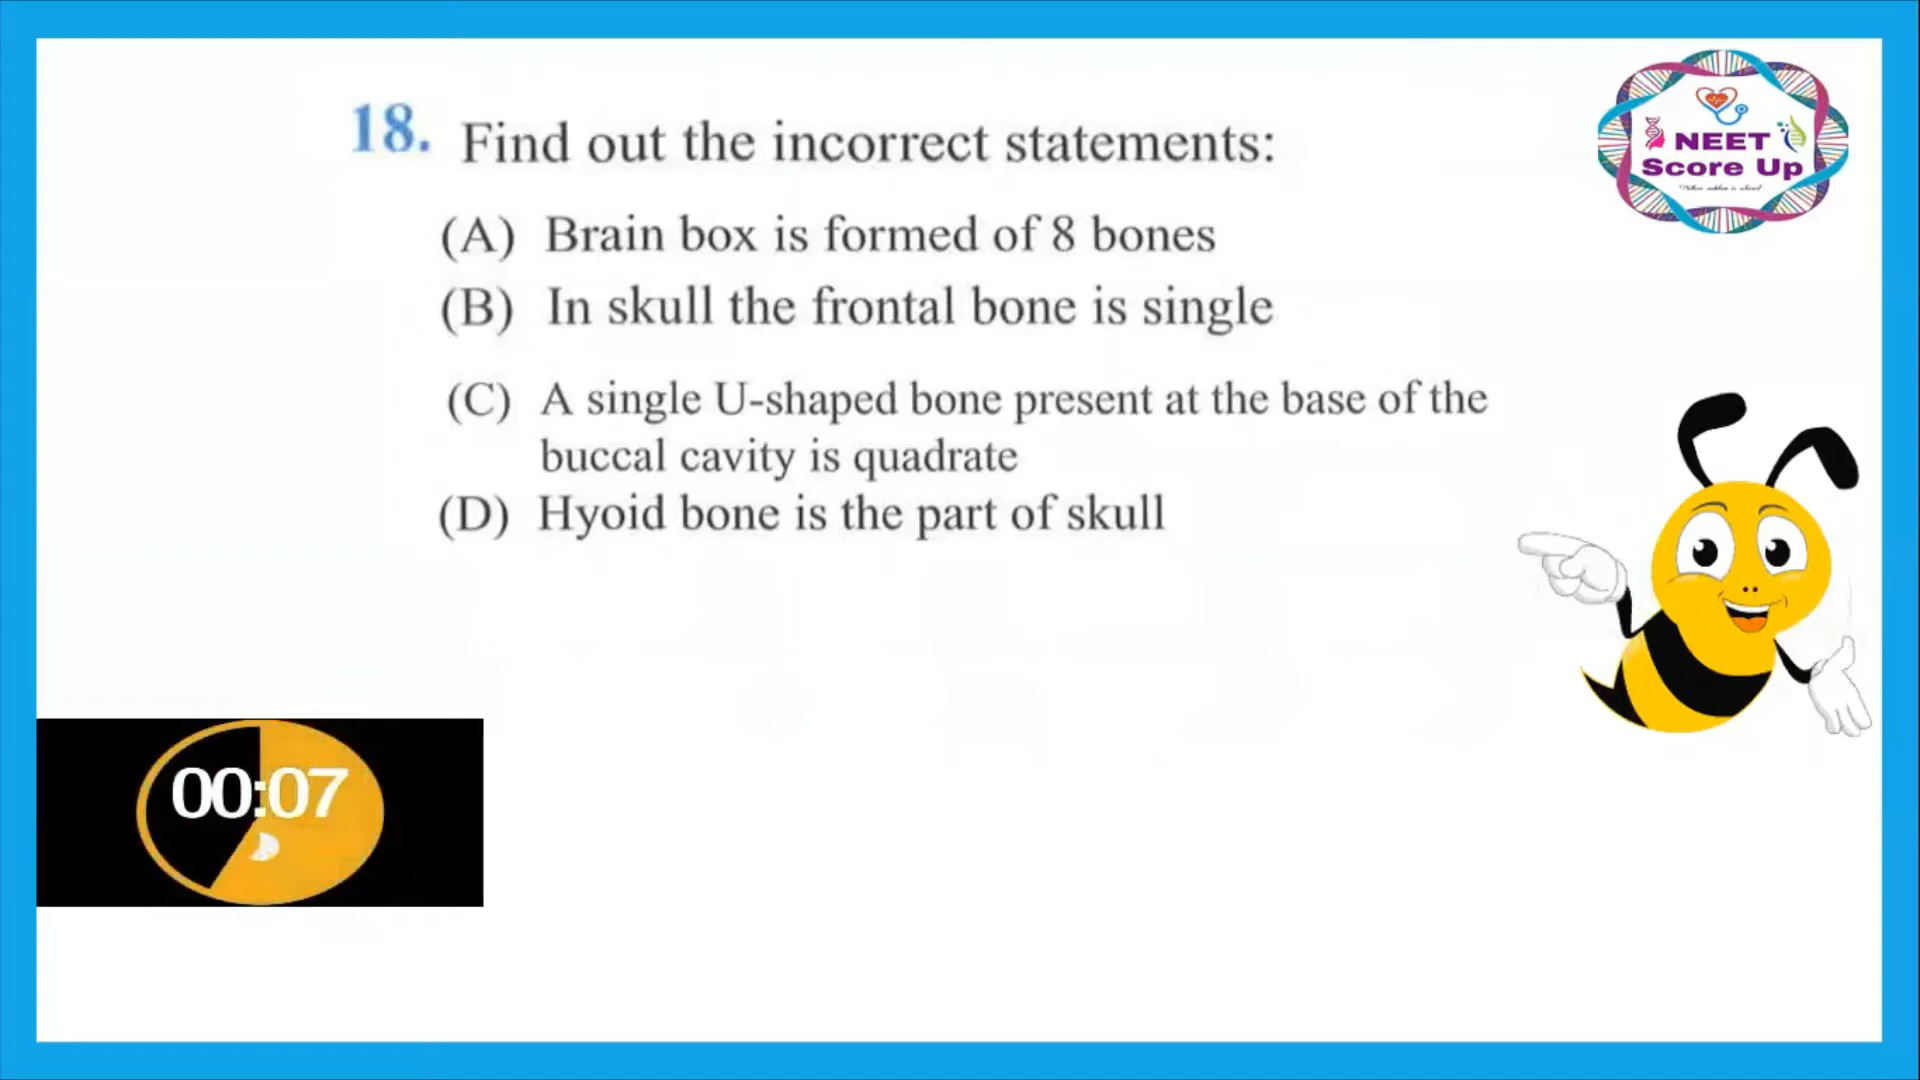 18. Find out the incorrect statements:
(A) Brain box is formed of 8 bones
(B) In skull the frontal bone is single
(C) A single U-shaped bone present at the base of the
buccal cavity is quadrate
(D) Hyoid bone is the part of skull
NEET
Score Up
00:07